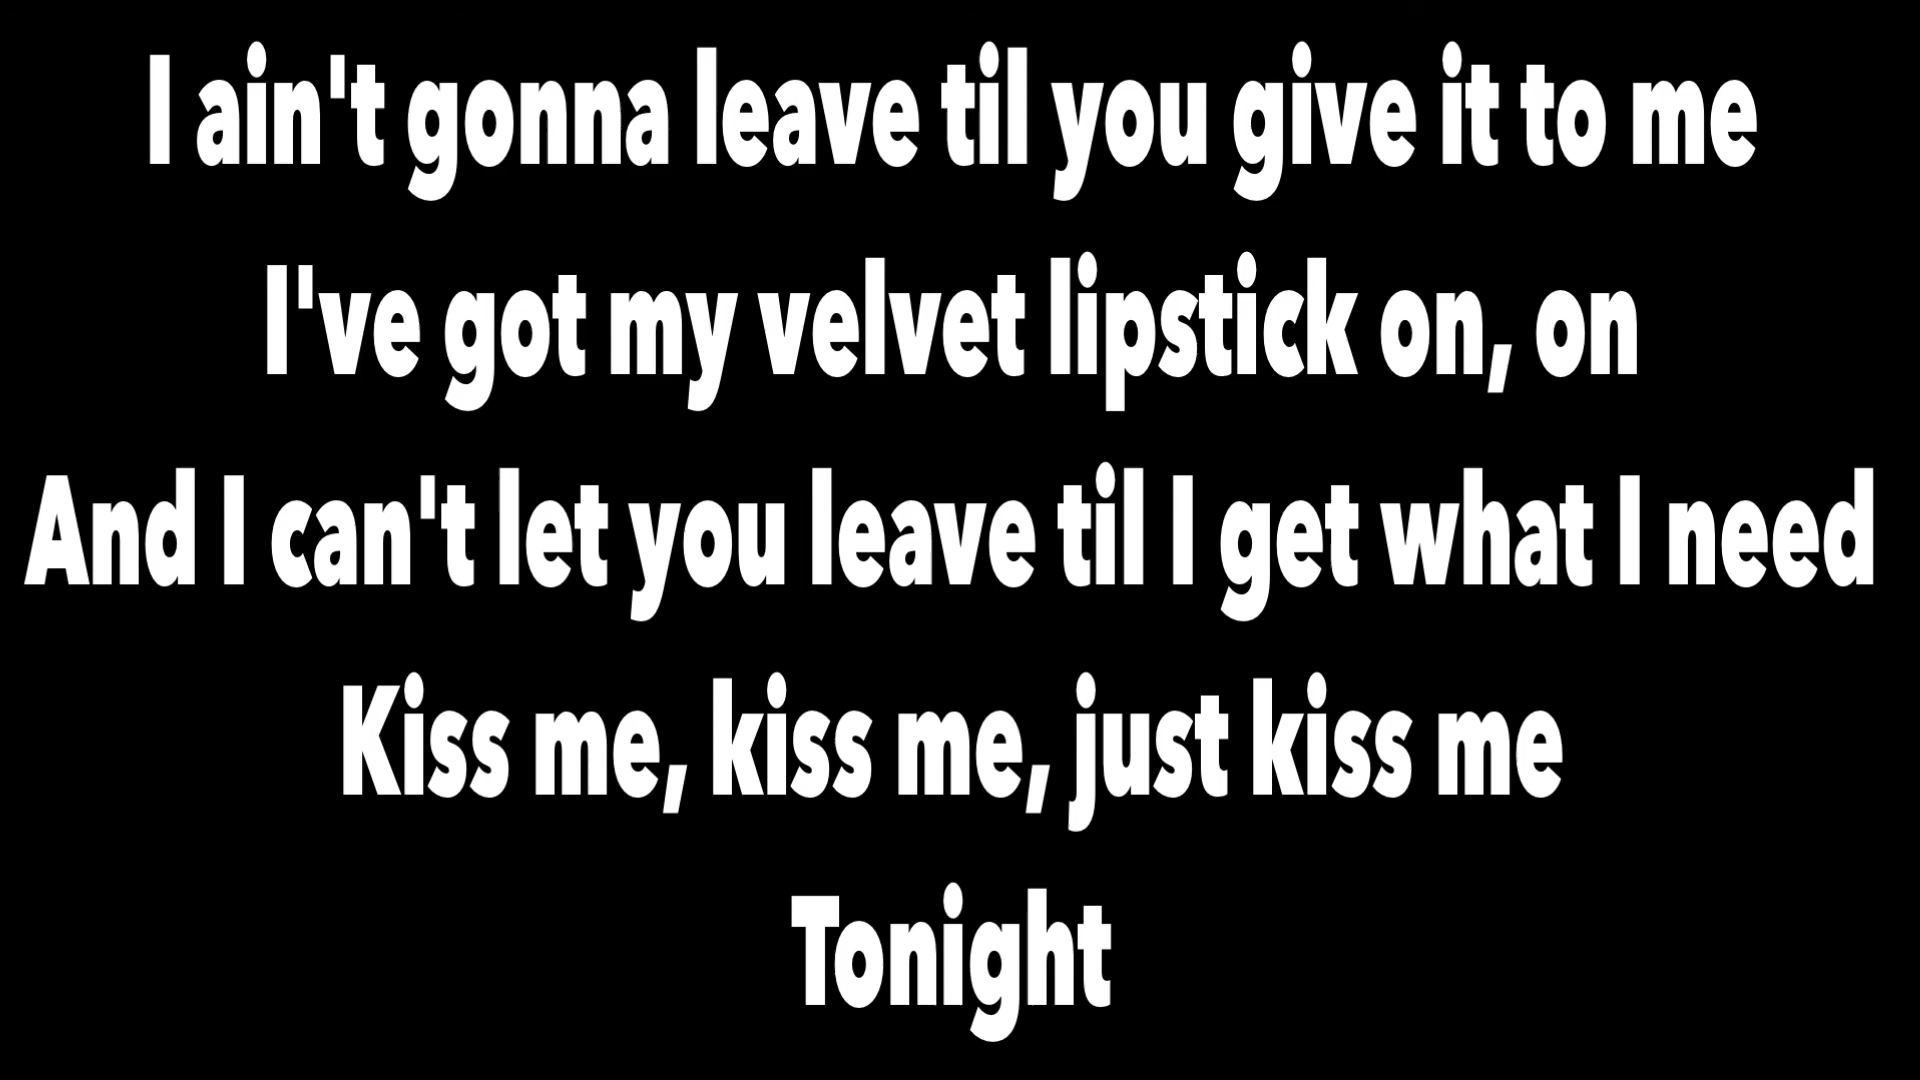 I ain't gonna leave til you give it to me
I've got my velvet lipstick on, on
And I can't let you leave til I get what I need
Kiss me, kiss me, just kiss me
Tonight